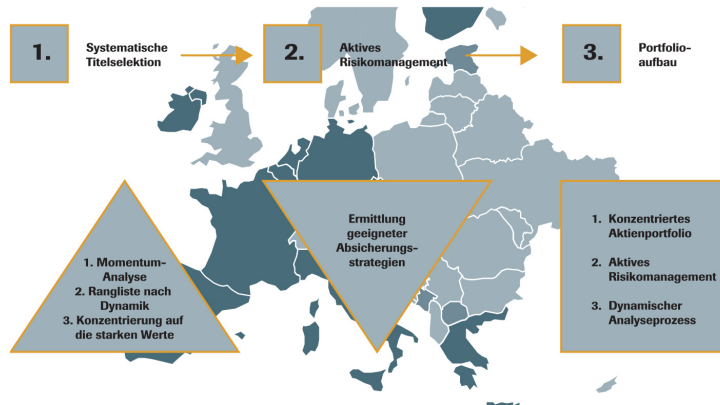 1.
Systematische
Titelselektion
2.
Aktives
Risikomanagement
3.
Portfolio-
aufbau
1. Momentum-
Analyse
2. Rangliste nach
Dynamik
3. Konzentrierung auf
die starken Werte
Ermittlung
geeigneter
Absicherungs-
strategien
1. Konzentriertes
Aktienportfolio
2. Aktives
Risikomanagement
3. Dynamischer
Analyseprozess